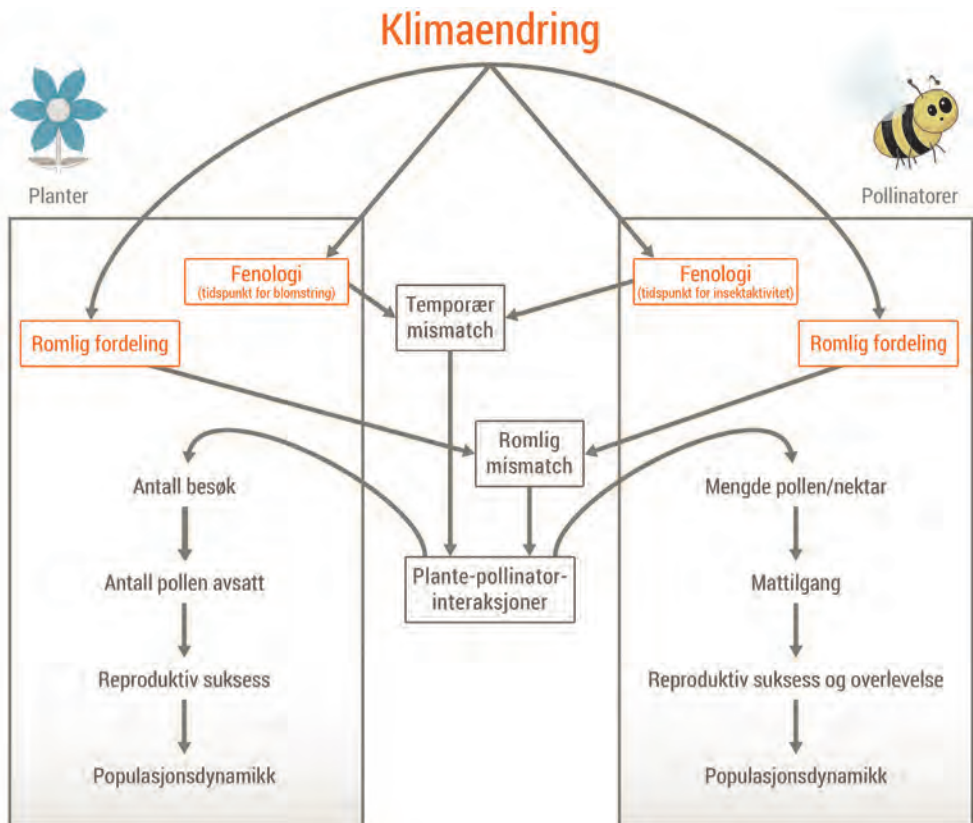 Klimaendring
Planter
Pollinatorer
Fenologi
(tidspunkt for blomstring)
Fenologi
(tidspunkt for insektaktivitet)
Temporær
mismatch
Romlig fordeling
Romlig fordeling
Romlig
mismatch
Antall besøk
Mengde pollen/nektar
Plante-pollinator-
interaksjoner
Antall pollen avsatt
Mattilgang
Reproduktiv suksess
Reproduktiv suksess og overlevelse
Populasjonsdynamikk
Populasjonsdynamikk